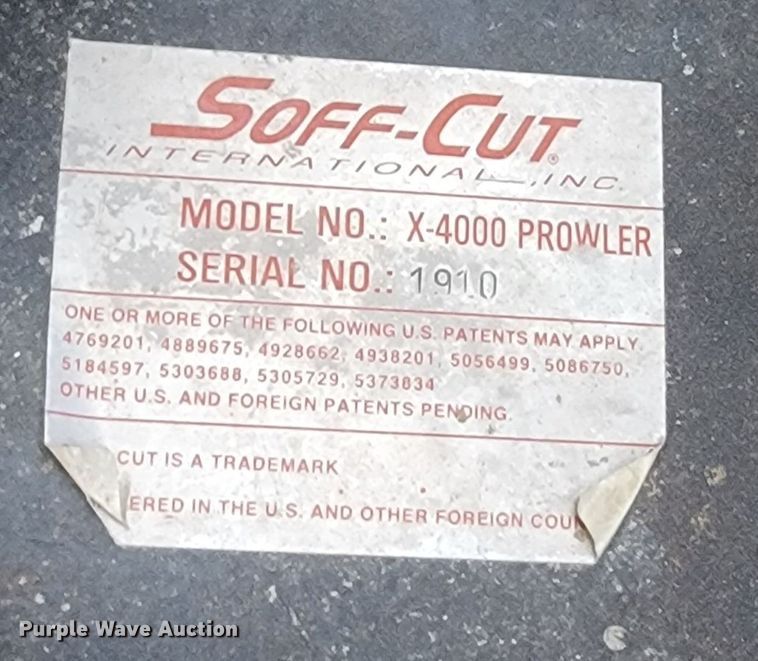 SOFF-CUT®
INTERNATIONAL, INC.
MODEL NO.: X-4000 PROWLER
SERIAL NO.: 1910
ONE OR MORE OF THE FOLLOWING U.S. PATENTS MAY APPLY.
4769201, 4889675, 4928662, 4938201, 5056499, 5086750,
5184597, 5303688, 5305729, 5373834
OTHER U.S. AND FOREIGN PATENTS PENDING.
CUT IS A TRADEMARK
ERED IN THE U.S. AND OTHER FOREIGN COU
Purple Wave Auction